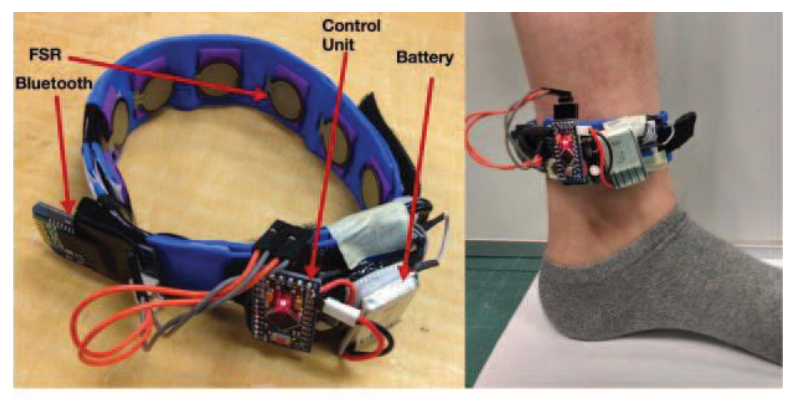 Control
Unit
FSR
Battery
Bluetooth